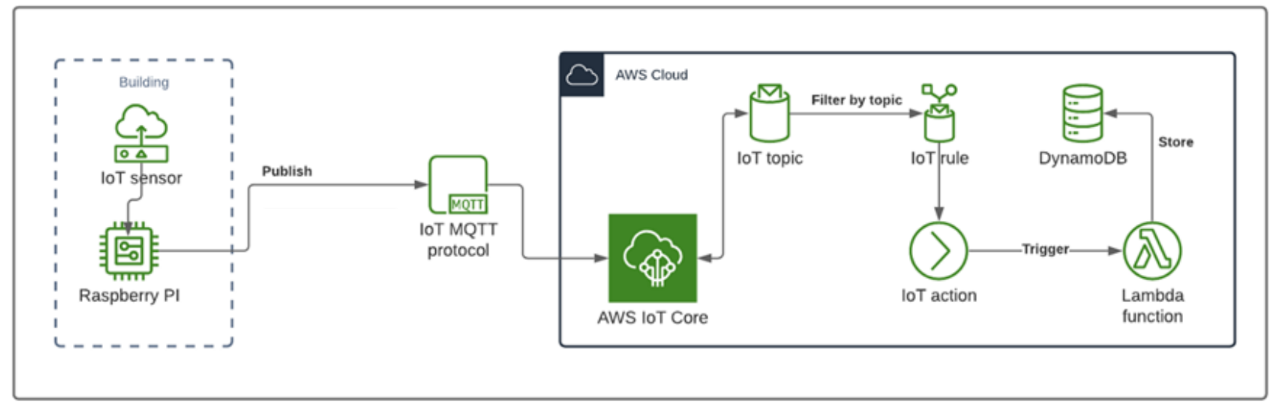 Building
IoT sensor
Raspberry PI
Publish
MQTT
IoT MQTT
protocol
AWS Cloud
AWS IoT Core
IoT topic
Filter by topic
IoT rule
IoT action
Trigger
Lambda
function
Store
DynamoDB